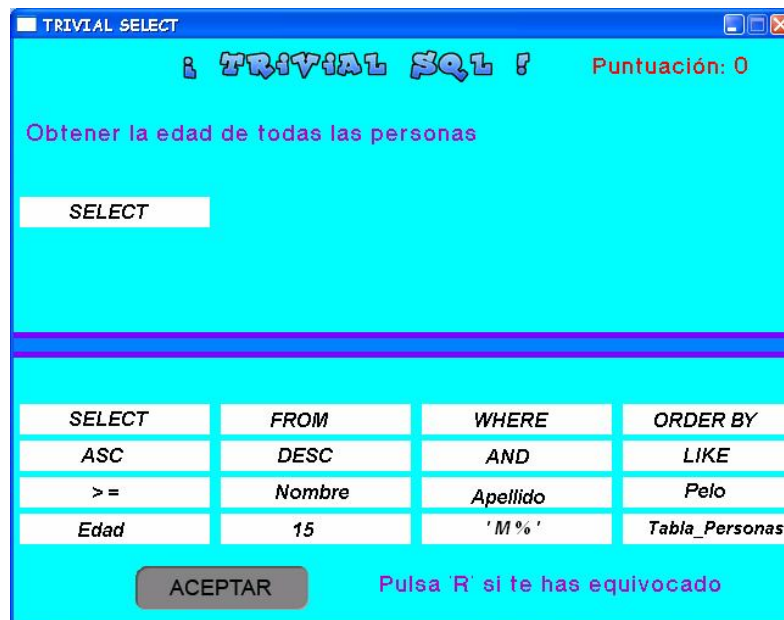 TRIVIAL SELECT
¡ TRIVIAL SQL ! Puntuación: 0
Obtener la edad de todas las personas
SELECT
SELECT FROM WHERE ORDER BY
ASC DESC AND LIKE
>= Nombre Apellido Pelo
Edad 15 'M%' Tabla_Personas
ACEPTAR Pulsa 'R' si te has equivocado